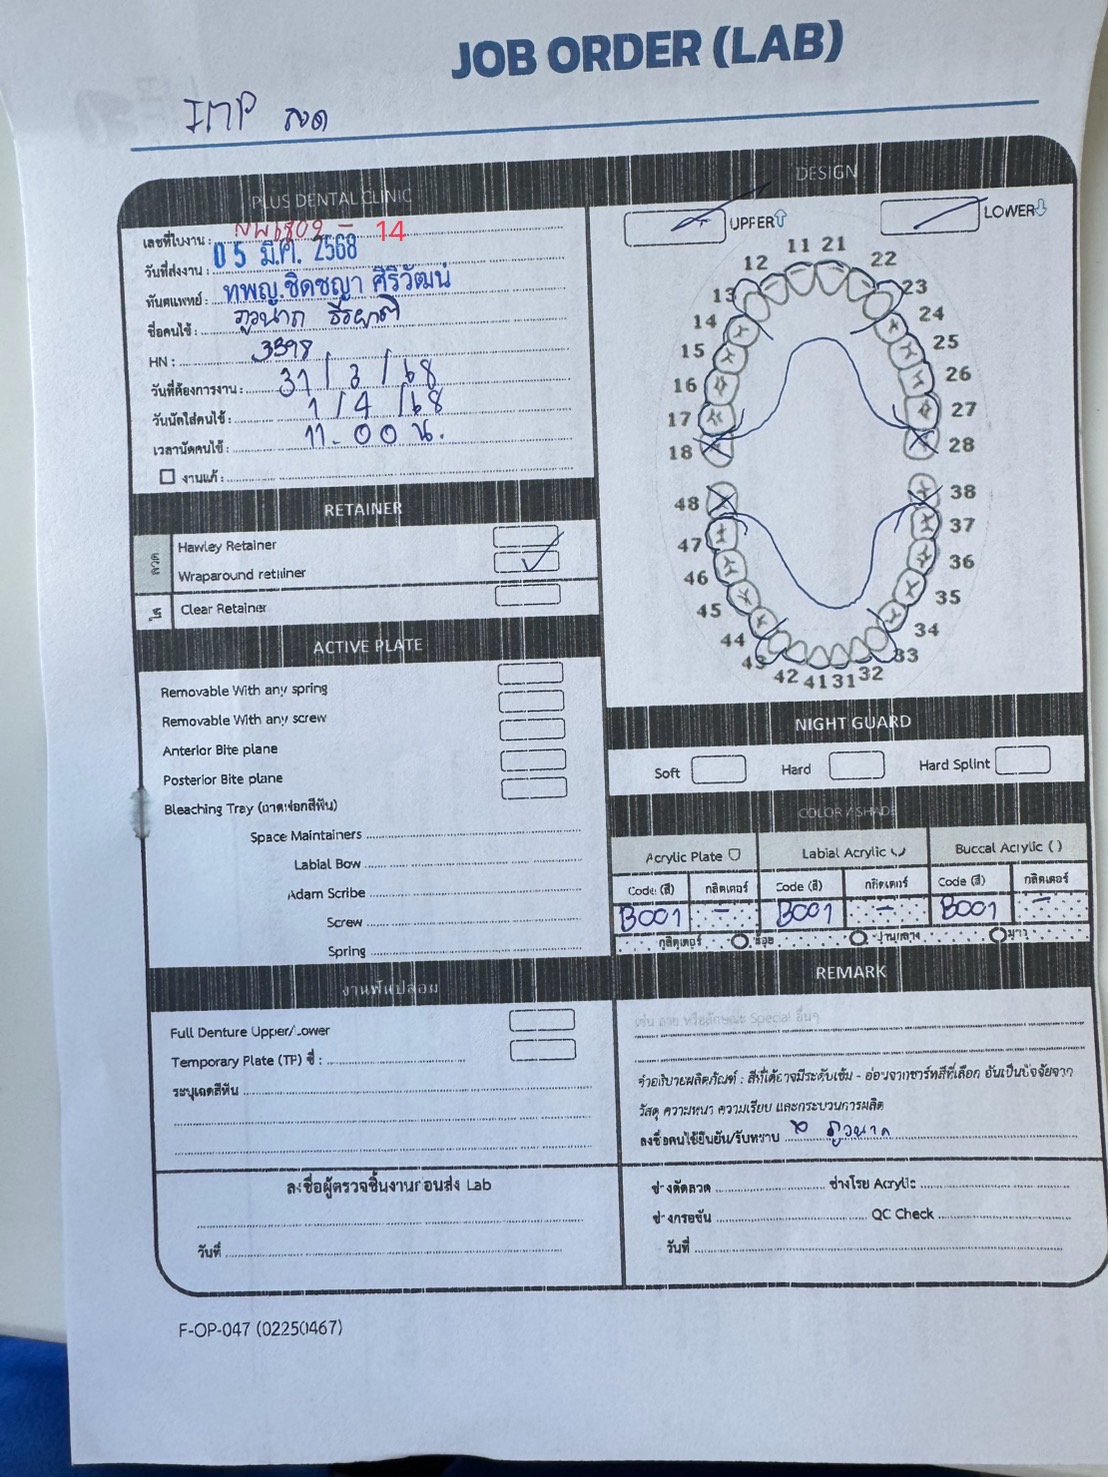 JOB ORDER (LAB)
IMP ลด
PLUS DENTAL CLINIC
เลขที่ใบงาน : NW6802 - 14
วันที่ส่งงาน : 05 มี.ค. 2568
ทันตแพทย์ : ทพญ.ชิดชญา ศิริวัฒน์
ชื่อคนไข้ : ภูวนาถ
HN : 3398
วันที่ต้องการงาน : 31 / 3 / 68
วันนัดใส่คนไข้ : 1 / 4 / 68
เวลานัดคนไข้ : 11.00 น.
งานแก้ :
RETAINER
ลวด
Hawley Retainer
Wraparound retainer
ใส
Clear Retainer
ACTIVE PLATE
Removable With any spring
Removable With any screw
Anterior Bite plane
Posterior Bite plane
Bleaching Tray (ถาดฟอกสีฟัน)
Space Maintainers
Labial Bow
Adam Scribe
Screw
Spring
งานฟันปลอม
Full Denture Upper/Lower
Temporary Plate (TP) ซี่ :
ระบุเฉดสีฟัน
ลงชื่อผู้ตรวจชิ้นงานก่อนส่ง Lab
วันที่
DESIGN
UPPER LOWER
11 21
12 22
13 23
14 24
15 25
16 26
17 27
18 28
48 38
47 37
46 36
45 35
44 34
43 33
42 41 31 32
NIGHT GUARD
Soft Hard Hard Splint
COLOR / SHADE
Acrylic Plate Labial Acrylic Buccal Acrylic ( )
Code (สี) กลิตเตอร์ Code (สี) กลิตเตอร์ Code (สี) กลิตเตอร์
B001 - B001 - B001 -
กลิตเตอร์ น้อย ปานกลาง มาก
REMARK
เช่น ลาย หรือลักษณะ Special อื่นๆ
คำอธิบายผลิตภัณฑ์ : สีที่ได้อาจมีระดับเข้ม - อ่อนจากชาร์ทสีที่เลือก อันเป็นปัจจัยจาก
วัสดุ ความหนา ความเรียบ และกระบวนการผลิต
ลงชื่อคนไข้ยืนยัน/รับทราบ ภูวนาถ
ช่างดัดลวด ช่างโรย Acrylic
ช่างกรอขัน QC Check
วันที่
F-OP-047 (02250467)